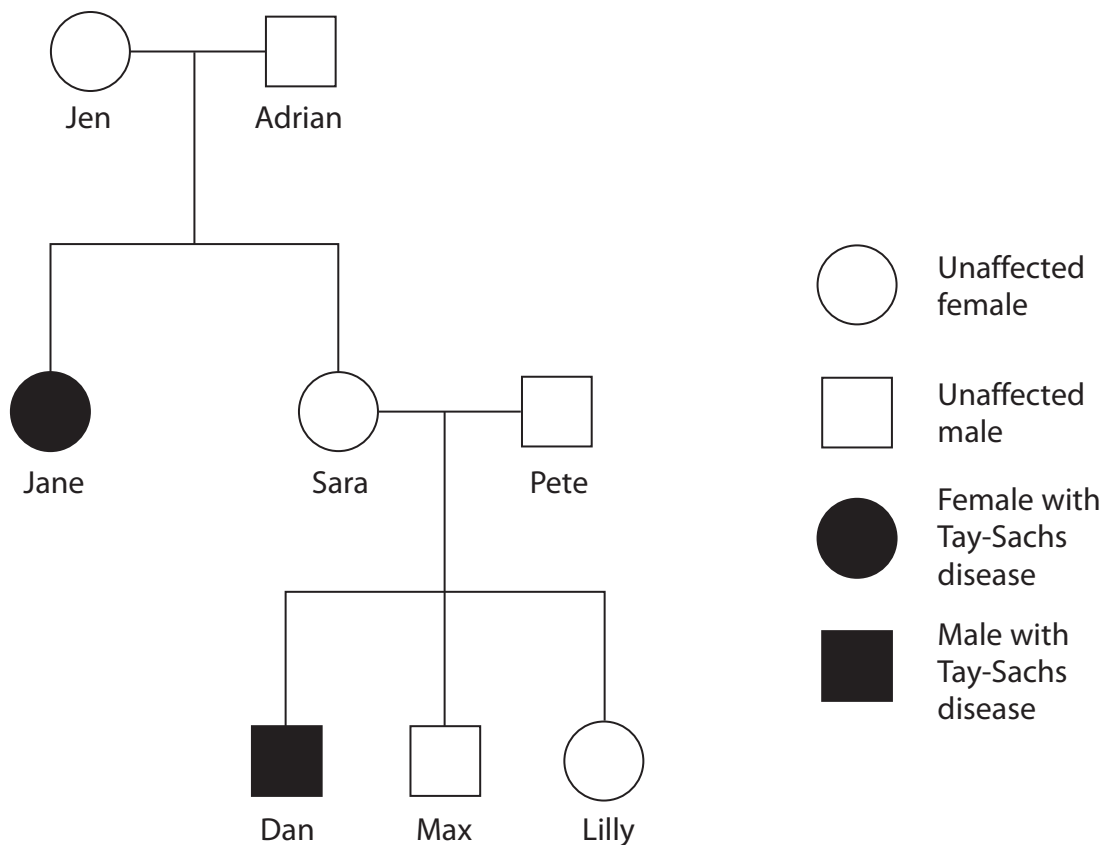 Jen
Adrian
Unaffected
female
Unaffected
male
Jane
Sara
Pete
Female with
Tay-Sachs
disease
Male with
Tay-Sachs
disease
Dan
Max
Lilly